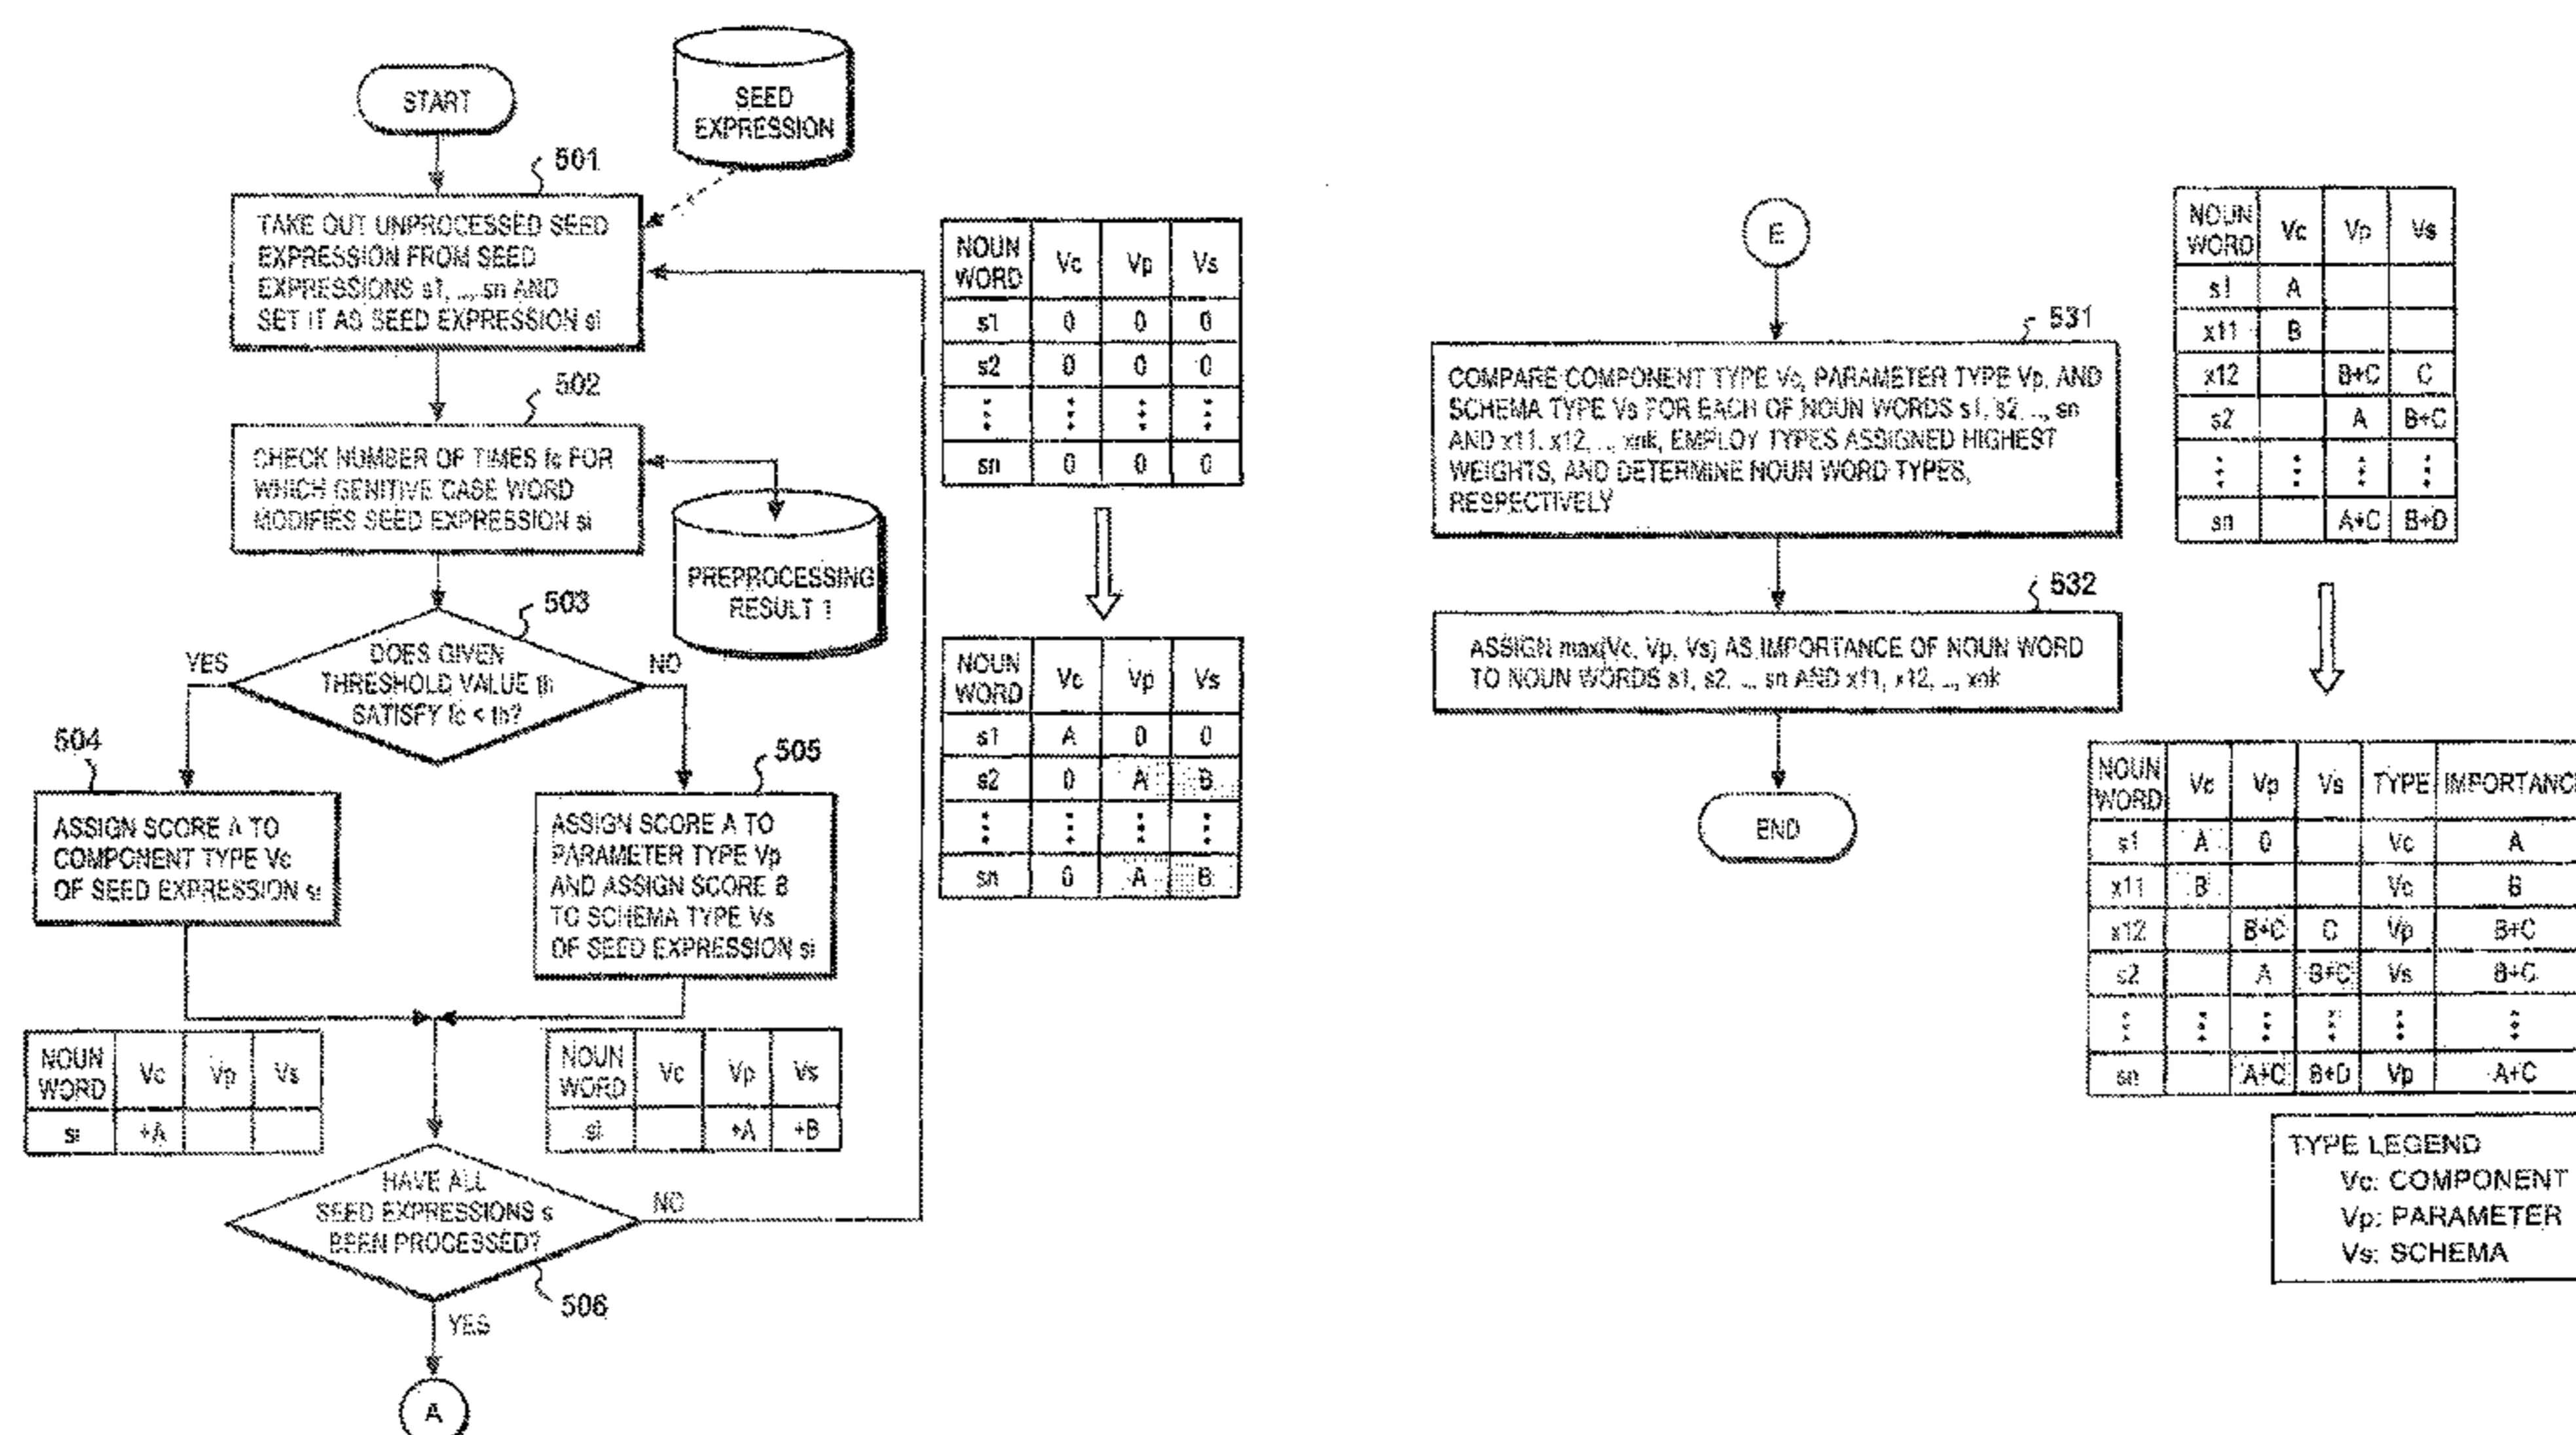 START
SEED
EXPRESSION
501
TAKE OUT UNPROCESSED SEED
EXPRESSION FROM SEED
EXPRESSIONS s1, ..., sn AND
SET IT AS SEED EXPRESSION si
502
CHECK NUMBER OF TIMES fc FOR
WHICH GENITIVE CASE WORD
MODIFIES SEED EXPRESSION si
PREPROCESSING
RESULT 1
503
DOES GIVEN
THRESHOLD VALUE th
SATISFY fc < th?
YES
NO
504
ASSIGN SCORE A TO
COMPONENT TYPE Vc
OF SEED EXPRESSION si
505
ASSIGN SCORE A TO
PARAMETER TYPE Vp
AND ASSIGN SCORE B
TO SCHEMA TYPE Vs
OF SEED EXPRESSION si
NOUN WORD Vc Vp Vs
si +A
NOUN WORD Vc Vp Vs
si +A +B
HAVE ALL
SEED EXPRESSIONS s
BEEN PROCESSED?
NO
506
YES
A
NOUN WORD Vc Vp Vs
s1 0 0 0
s2 0 0 0
sn 0 0 0
NOUN WORD Vc Vp Vs
s1 A 0 0
s2 0 A B
sn 0 A B
E
531
COMPARE COMPONENT TYPE Vc, PARAMETER TYPE Vp, AND
SCHEMA TYPE Vs FOR EACH OF NOUN WORDS s1, s2, .., sn
AND x11, x12, .., xnk, EMPLOY TYPES ASSIGNED HIGHEST
WEIGHTS, AND DETERMINE NOUN WORD TYPES,
RESPECTIVELY
532
ASSIGN max(Vc, Vp, Vs) AS IMPORTANCE OF NOUN WORD
TO NOUN WORDS s1, s2, .., sn AND x11, x12, .., xnk
END
NOUN WORD Vc Vp Vs
s1 A
x11 B
x12 B+C C
s2 A B+C
sn A+C B+D
NOUN WORD Vc Vp Vs TYPE IMPORTANCE
s1 A 0 Vc A
x11 B Vc B
x12 B+C C Vp B+C
s2 A B+C Vs B+C
sn A+C B+D Vp A+C
TYPE LEGEND
Vc: COMPONENT
Vp: PARAMETER
Vs: SCHEMA